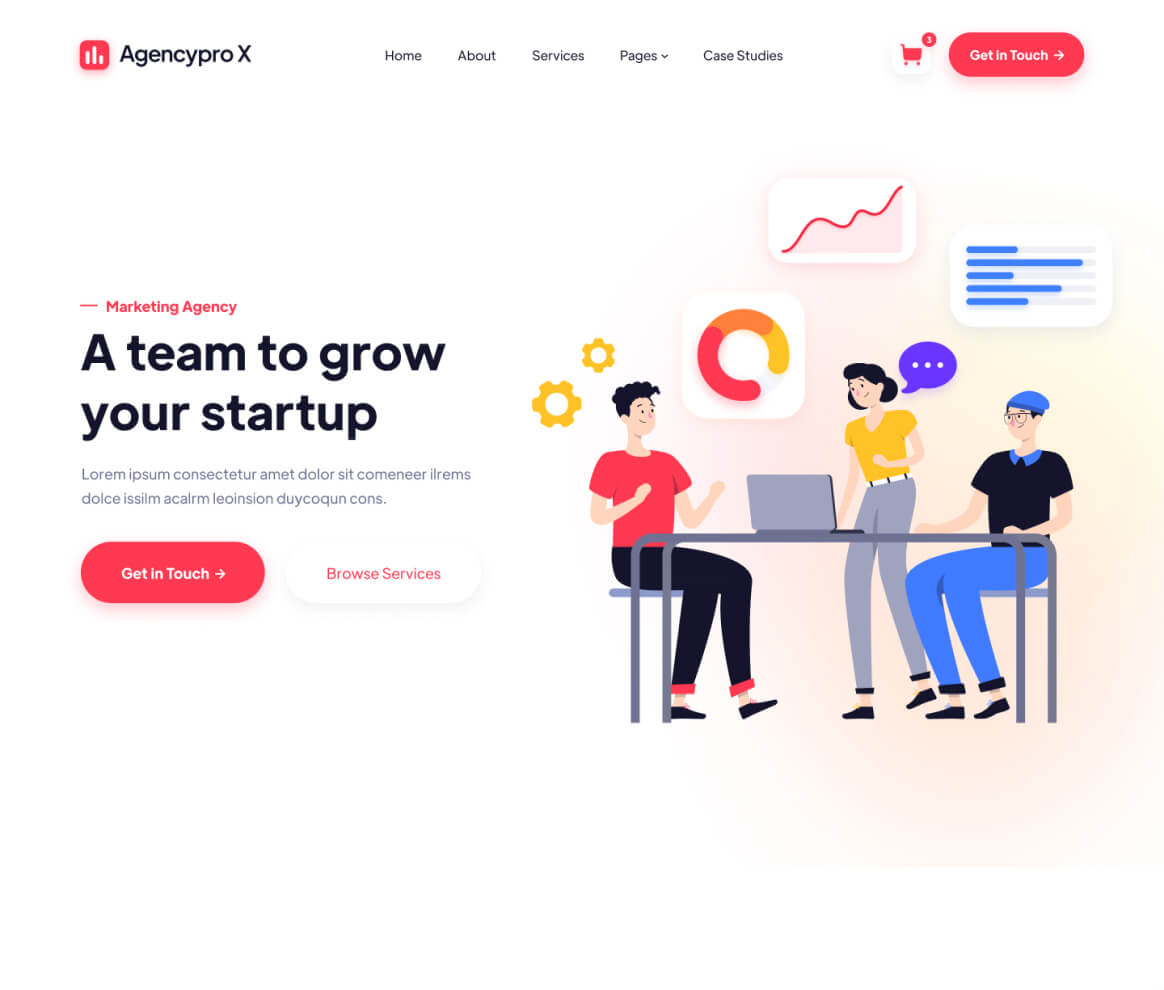 Agencypro X
Home
About
Services
Pages
Case Studies
3
Get in Touch →
Marketing Agency
A team to grow
your startup
Lorem ipsum consectetur amet dolor sit comeneer ilrems
dolce issilm acalrm leoinsion duycoqun cons.
Get in Touch →
Browse Services